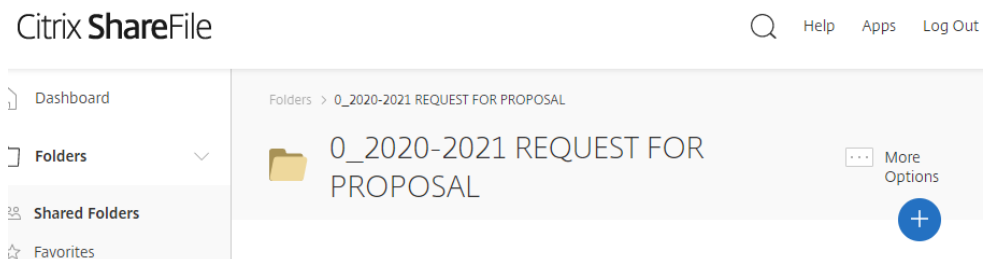 Citrix ShareFile
Help Apps Log Out
Dashboard
Folders > 0_2020-2021 REQUEST FOR PROPOSAL
Folders
0_2020-2021 REQUEST FOR
PROPOSAL
More
Options
Shared Folders
Favorites